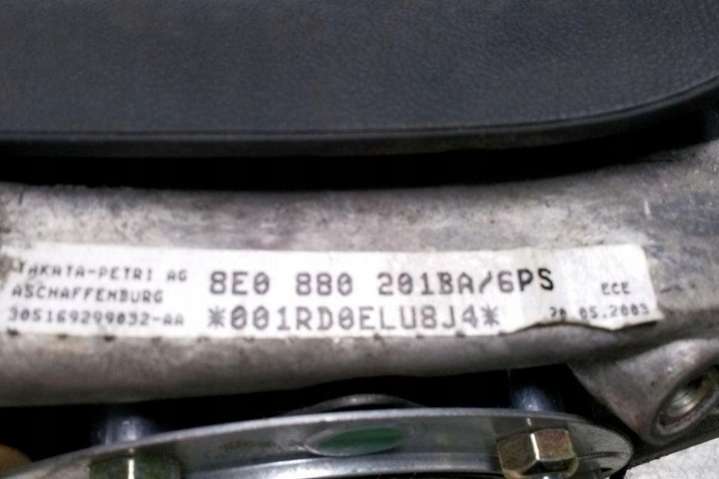 TAKATA-PETRI AG 8E0 880 201BA/6PS ECE
ASCHAFFENBURG *001RD0ELU8J4* 20.05.2003
305169299032-AA